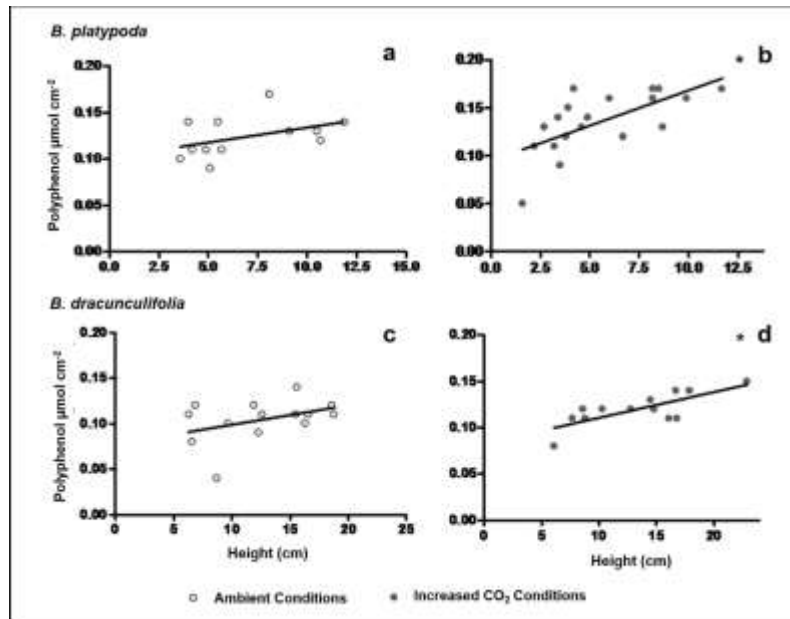 B. platypoda
a
b
Polyphenol µmol cm-2
0.20
0.15
0.10
0.05
0.00
0.0 2.5 5.0 7.5 10.0 12.5 15.0
0.20
0.15
0.10
0.05
0.00
0.0 2.5 5.0 7.5 10.0 12.5
B. dracunculifolia
c
* d
Polyphenol µmol cm-2
0.20
0.15
0.10
0.05
0.00
0 5 10 15 20 25
Height (cm)
0.20
0.15
0.10
0.05
0.00
0 5 10 15 20
Height (cm)
Ambient Conditions
Increased CO2 Conditions